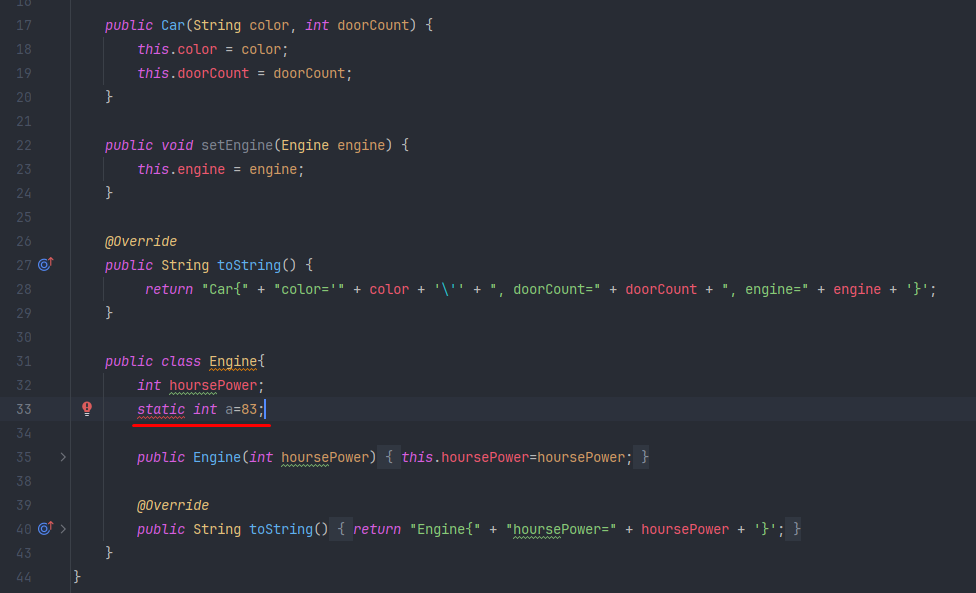 16
17 public Car(String color, int doorCount) {
18 this.color = color;
19 this.doorCount = doorCount;
20 }
21
22 public void setEngine(Engine engine) {
23 this.engine = engine;
24 }
25
26 @Override
27 public String toString() {
28 return "Car{" + "color='" + color + '\'' + ", doorCount=" + doorCount + ", engine=" + engine + '}';
29 }
30
31 public class Engine{
32 int hoursePower;
33 static int a=83;
34
35 public Engine(int hoursePower) { this.hoursePower=hoursePower; }
38
39 @Override
40 public String toString() { return "Engine{" + "hoursePower=" + hoursePower + '}'; }
43 }
44 }